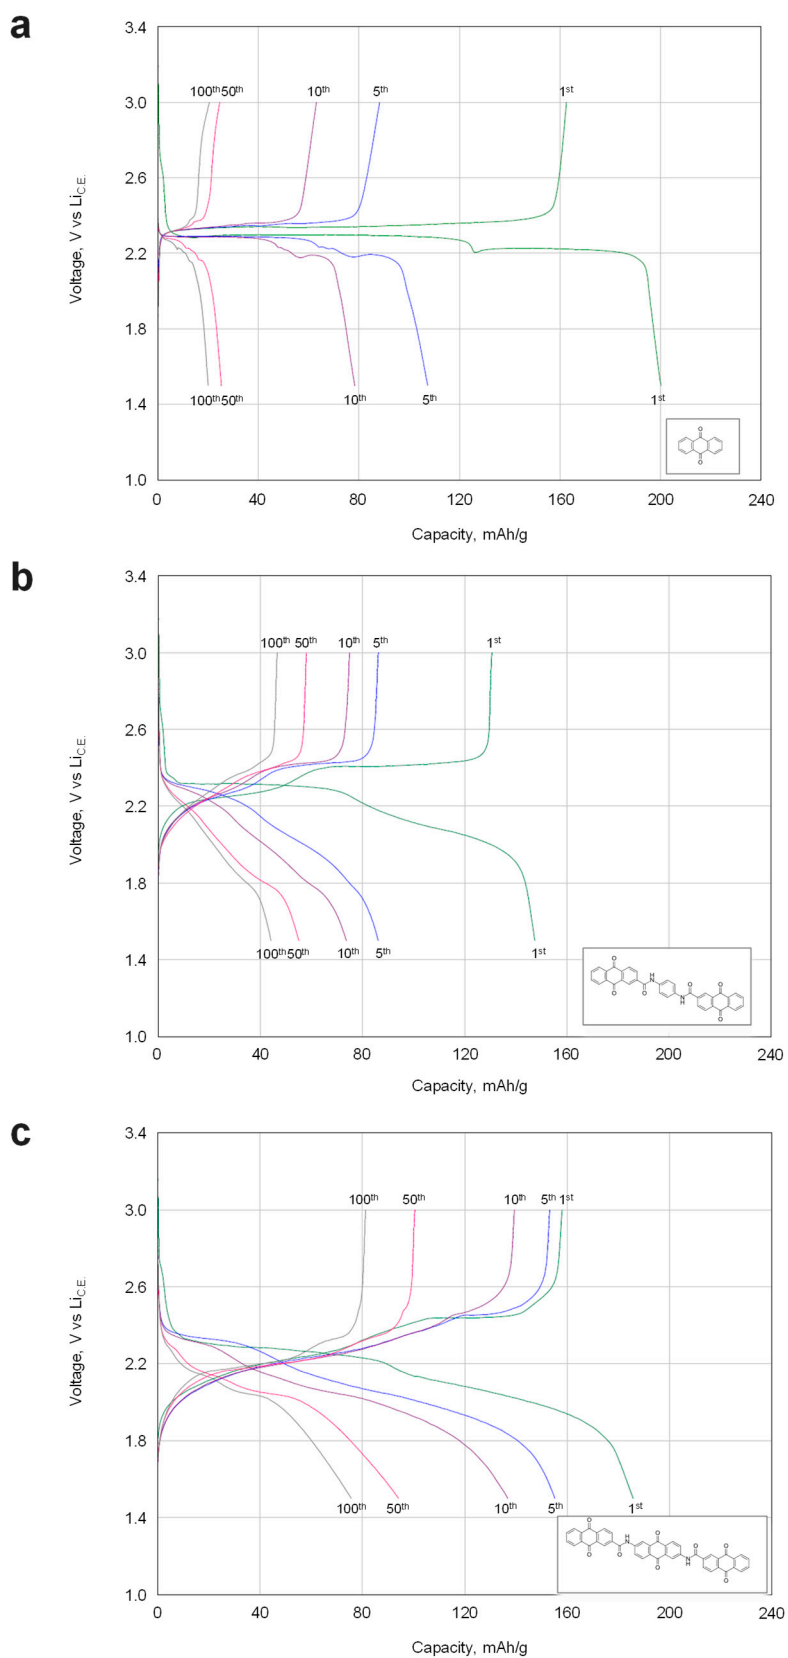 a
3.4
3.0
2.6
2.2
1.8
1.4
1.0
Voltage, V vs Li C.E.
100th 50th 10th 5th 1st
100th 50th 10th 5th 1st
O
O
0 40 80 120 160 200 240
Capacity, mAh/g
b
3.4
3.0
2.6
2.2
1.8
1.4
1.0
Voltage, V vs Li C.E.
100th 50th 10th 5th 1st
100th 50th 10th 5th 1st
O O O O O O
N H N H
0 40 80 120 160 200 240
Capacity, mAh/g
c
3.4
3.0
2.6
2.2
1.8
1.4
1.0
Voltage, V vs Li C.E.
100th 50th 10th 5th 1st
100th 50th 10th 5th 1st
O O O O O O O O
N H N H
0 40 80 120 160 200 240
Capacity, mAh/g